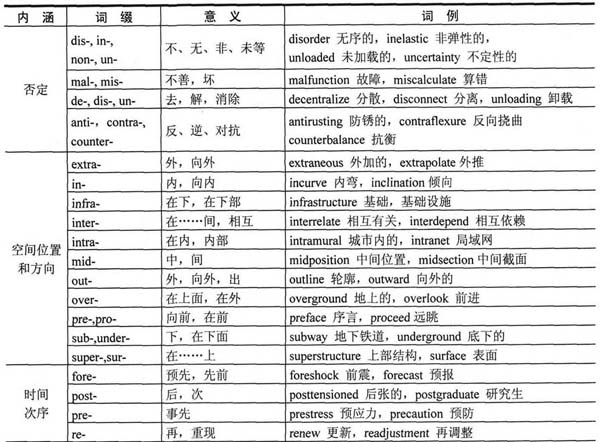 内 涵 词 缀 意 义 词 例
否定
dis-, in-, non-, un- 不、无、非、未等 disorder 无序的，inelastic 非弹性的，
unloaded 未加载的，uncertainty 不定性的
mal-, mis- 不善，坏 malfunction 故障，miscalculate 算错
de-, dis-, un- 去，解，消除 decentralize 分散，disconnect 分离，unloading 卸载
anti-, contra-, counter- 反、逆、对抗 antirusting 防锈的，contraflexure 反向挠曲
counterbalance 抗衡
空间位置和方向
extra- 外，向外 extraneous 外加的，extrapolate 外推
in- 内，向内 incurve 内弯，inclination 倾向
infra- 在下，在下部 infrastructure 基础，基础设施
inter- 在……间，相互 interrelate 相互有关，interdepend 相互依赖
intra- 在内，内部 intramural 城市内的，intranet 局域网
mid- 中，间 midposition 中间位置，midsection 中间截面
out- 外，向外，出 outline 轮廓，outward 向外的
over- 在上面，在外 overground 地上的，overlook 前进
pre-,pro- 向前，在前 preface 序言，proceed 远眺
sub-,under- 下，在下面 subway 地下铁道，underground 底下的
super-,sur- 在……上 superstructure 上部结构，surface 表面
时间次序
fore- 预先，先前 foreshock 前震，forecast 预报
post- 后，次 posttensioned 后张的，postgraduate 研究生
pre- 事先 prestress 预应力，precaution 预防
re- 再，重现 renew 更新，readjustment 再调整